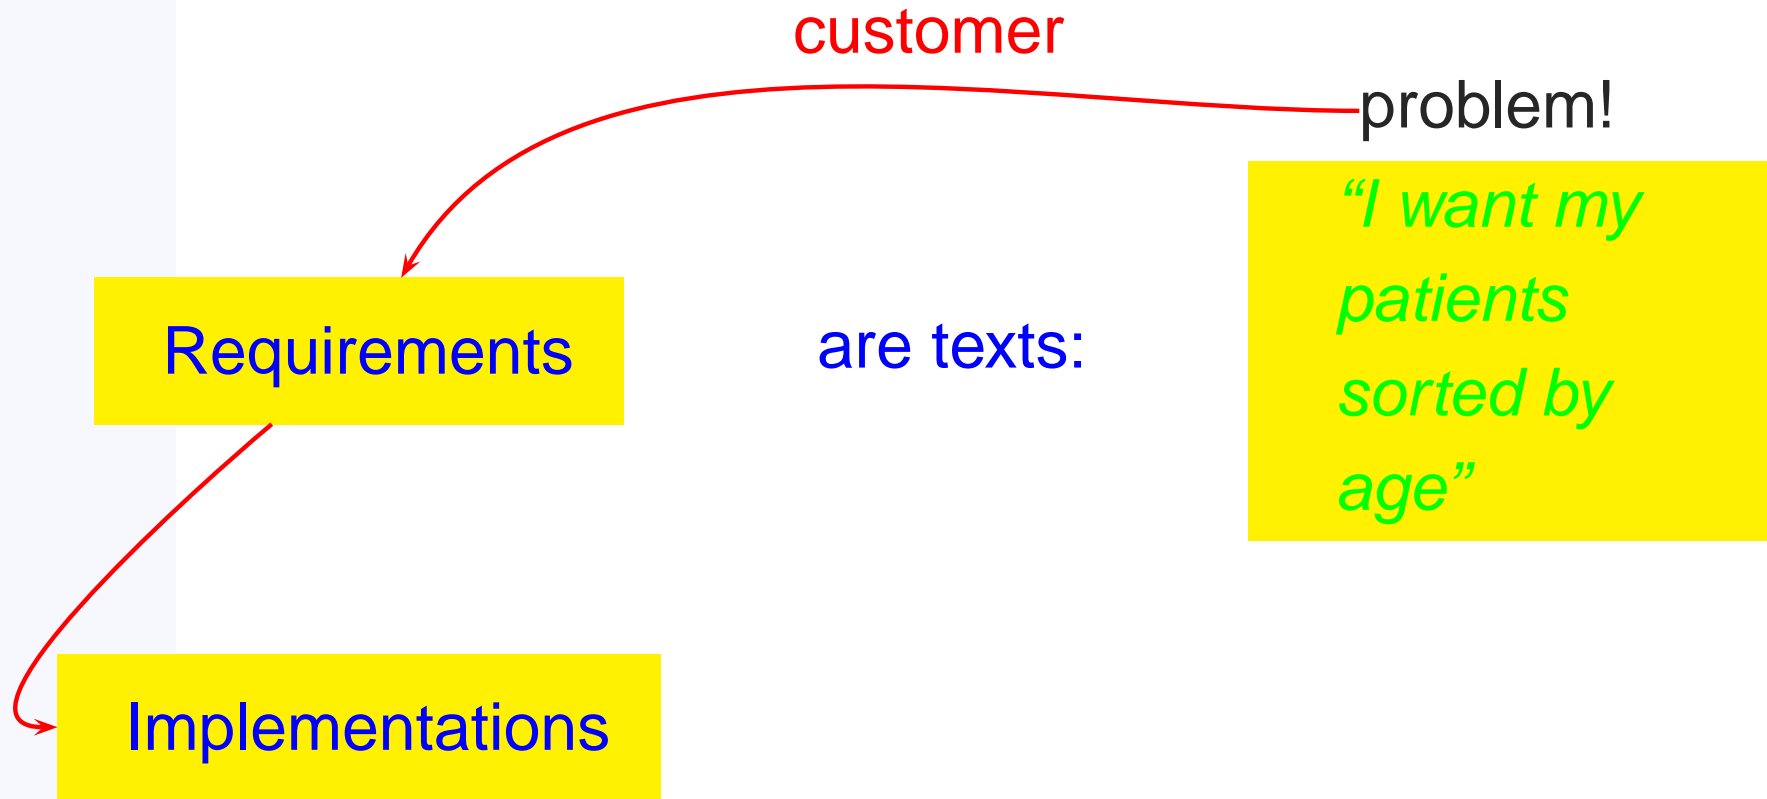 customer
problem!
“I want my
patients
sorted by
age”
Requirements
are texts:
Implementations